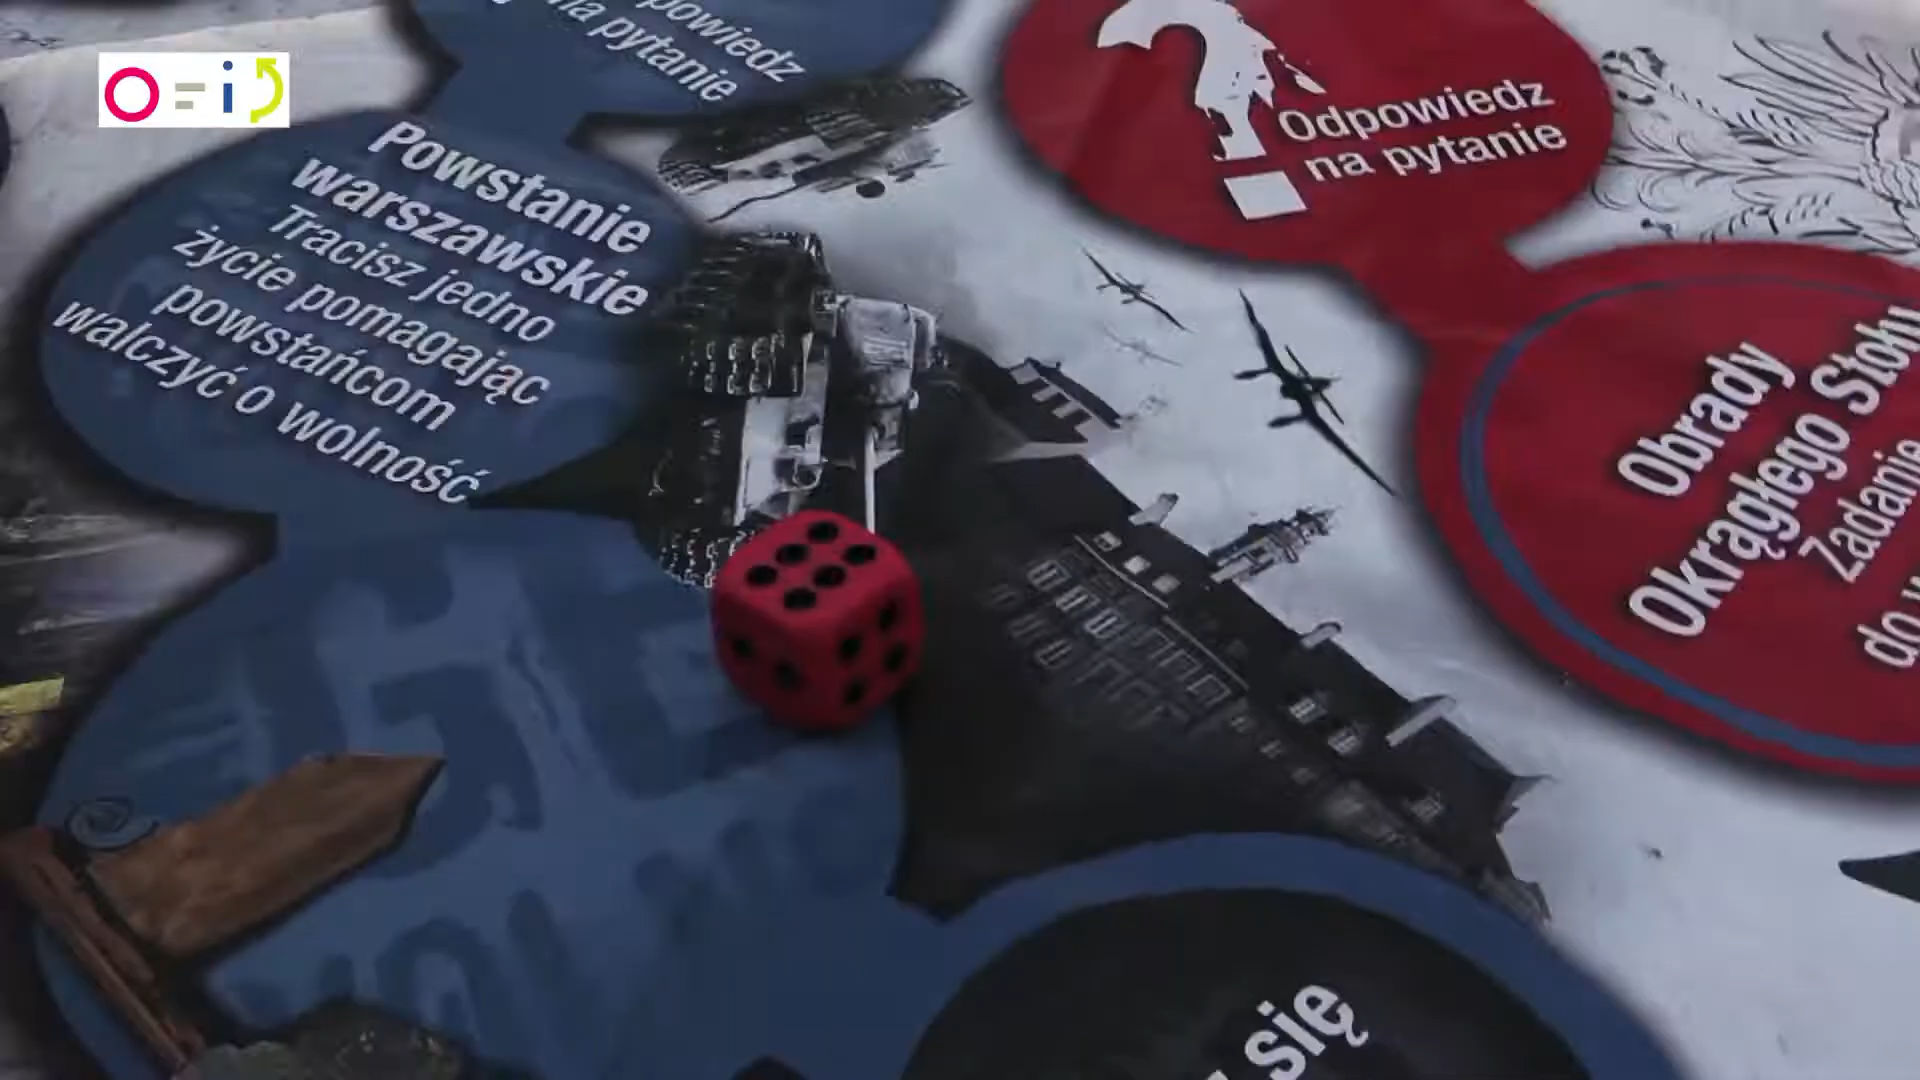 powiedz
na pytanie
Powstanie
warszawskie
Tracisz jedno
życie pomagając
powstańcom
walczyć o wolność
Odpowiedz
na pytanie
Obrady
Okrągłego Stołu
Zadanie
do
się